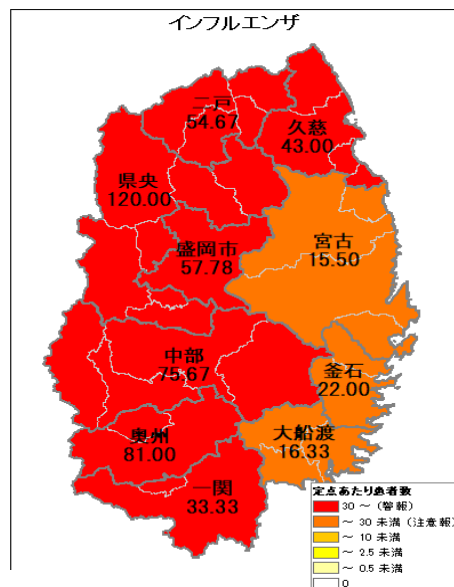 インフルエンザ
二戸
54.67
久慈
43.00
県央
120.00
盛岡市
57.78
宮古
15.50
中部
75.67
釜石
22.00
奥州
81.00
大船渡
16.33
一関
33.33
定点あたり患者数
30 ～ (警報)
～ 30 未満 (注意報)
～ 10 未満
～ 2.5 未満
～ 0.5 未満
0